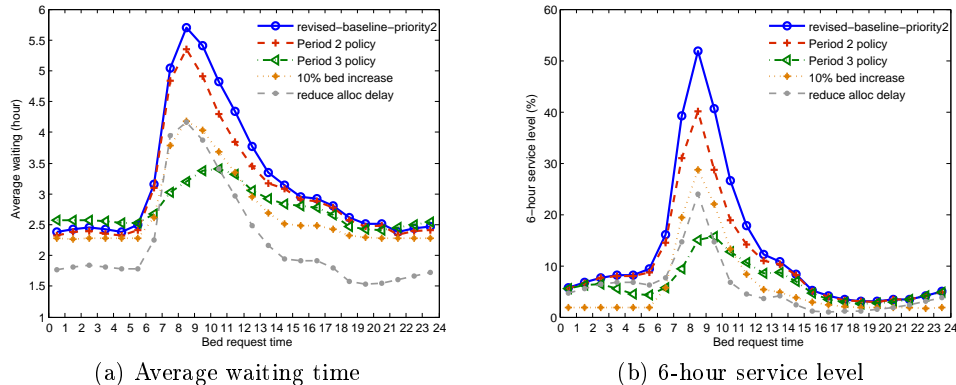 6
5.5
5
4.5
4
3.5
3
2.5
2
1.5
1
Average waiting (hour)
revised−baseline−priority2
Period 2 policy
Period 3 policy
10% bed increase
reduce alloc delay
0 1 2 3 4 5 6 7 8 9 10 11 12 13 14 15 16 17 18 19 20 21 22 23 24
Bed request time
(a) Average waiting time
60
50
40
30
20
10
0
6−hour service level (%)
revised−baseline−priority2
Period 2 policy
Period 3 policy
10% bed increase
reduce alloc delay
0 1 2 3 4 5 6 7 8 9 10 11 12 13 14 15 16 17 18 19 20 21 22 23 24
Bed request time
(b) 6-hour service level